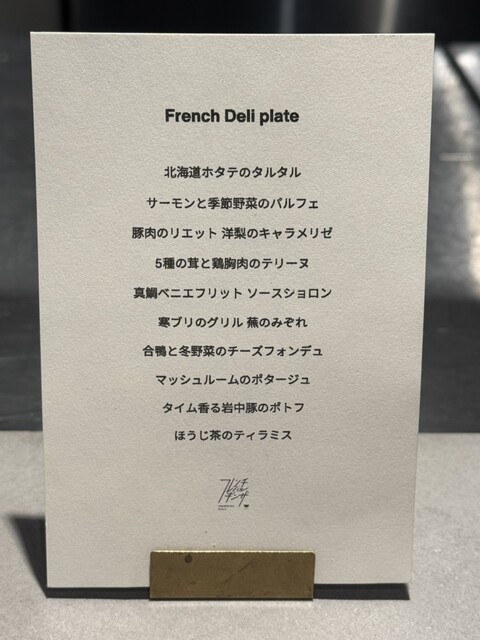 French Deli plate
北海道ホタテのタルタル
サーモンと季節野菜のパルフェ
豚肉のリエット 洋梨のキャラメリゼ
5種の茸と鶏胸肉のテリーヌ
真鯛ベニエフリット ソースショロン
寒ブリのグリル 蕪のみぞれ
合鴨と冬野菜のチーズフォンデュ
マッシュルームのポタージュ
タイム香る岩中豚のポトフ
ほうじ茶のティラミス